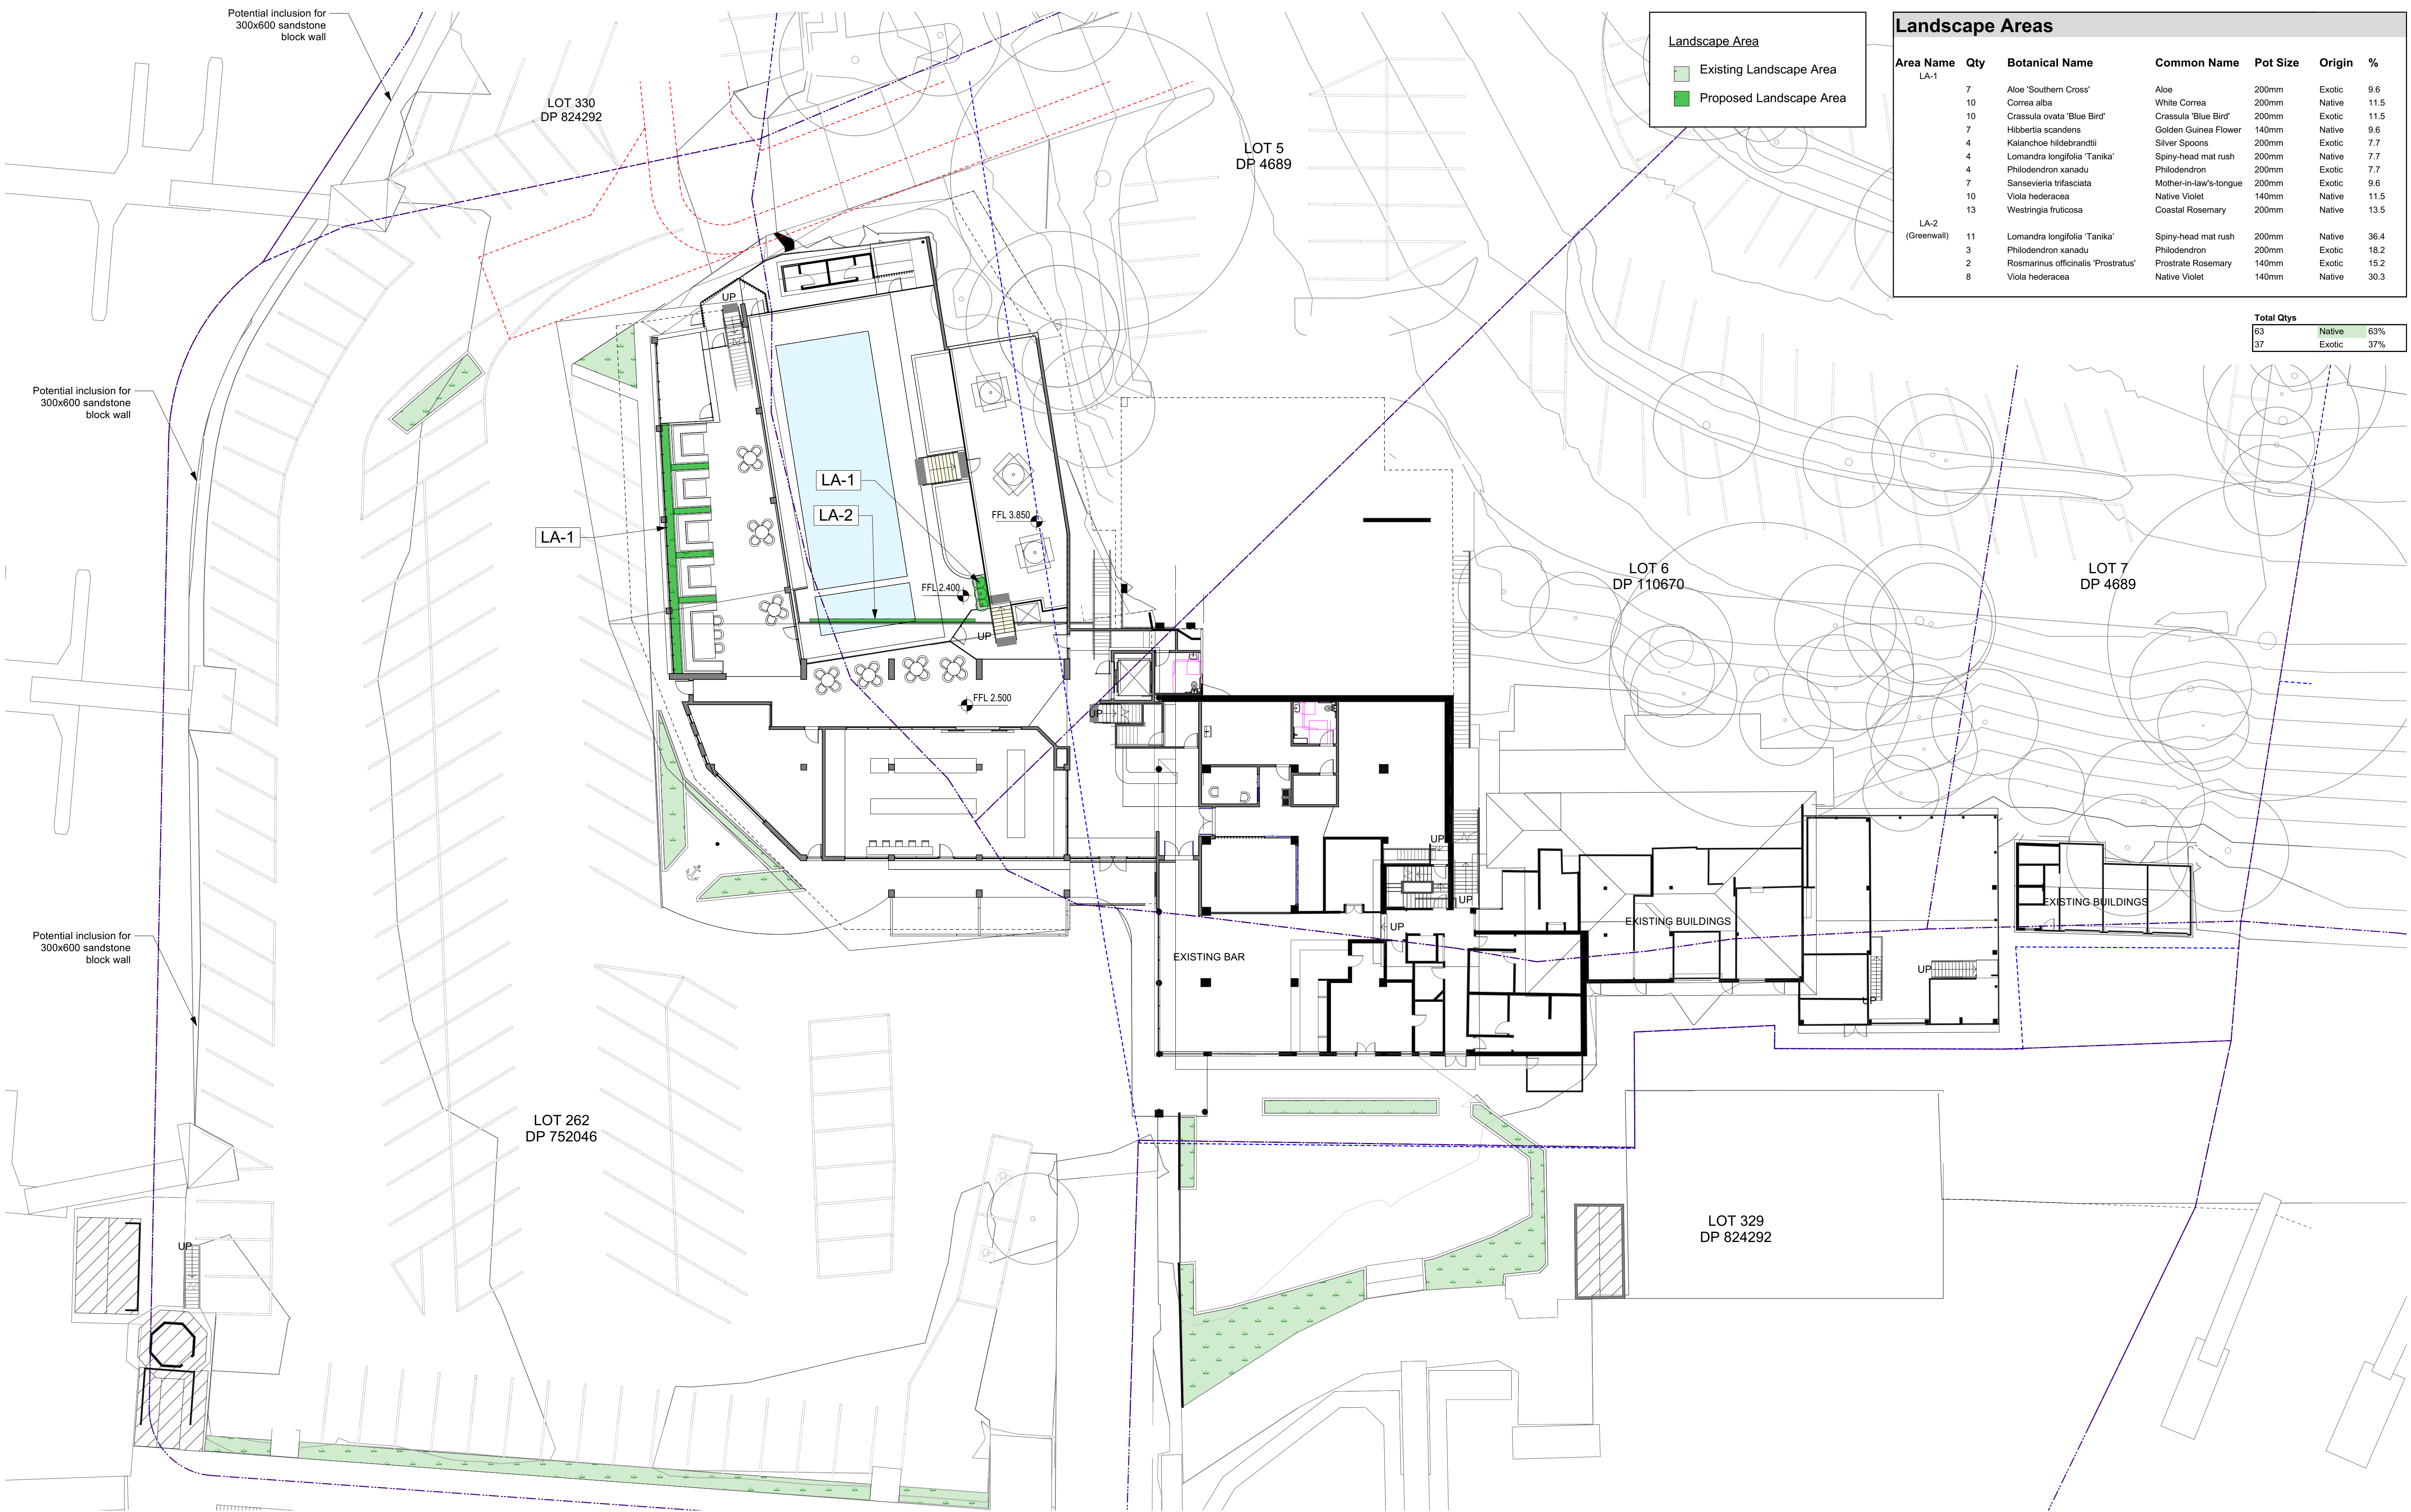 Potential inclusion for
300x600 sandstone
block wall
LOT 330
DP 824292
LOT 5
DP 4689
Landscape Area
Existing Landscape Area
Proposed Landscape Area
Landscape Areas
Area Name Qty Botanical Name Common Name Pot Size Origin %
LA-1
7 Aloe 'Southern Cross' Aloe 200mm Exotic 9.6
10 Correa alba White Correa 200mm Native 11.5
10 Crassula ovata 'Blue Bird' Crassula 'Blue Bird' 200mm Exotic 11.5
7 Hibbertia scandens Golden Guinea Flower 140mm Native 9.6
4 Kalanchoe hildebrandtii Silver Spoons 200mm Exotic 7.7
4 Lomandra longifolia 'Tanika' Spiny-head mat rush 200mm Native 7.7
4 Philodendron xanadu Philodendron 200mm Exotic 7.7
7 Sansevieria trifasciata Mother-in-law's-tongue 200mm Exotic 9.6
10 Viola hederacea Native Violet 140mm Native 11.5
13 Westringia fruticosa Coastal Rosemary 200mm Native 13.5
LA-2
(Greenwall) 11 Lomandra longifolia 'Tanika' Spiny-head mat rush 200mm Native 36.4
3 Philodendron xanadu Philodendron 200mm Exotic 18.2
2 Rosmarinus officinalis 'Prostratus' Prostrate Rosemary 140mm Exotic 15.2
8 Viola hederacea Native Violet 140mm Native 30.3
Total Qtys
63 Native 63%
37 Exotic 37%
UP
Potential inclusion for
300x600 sandstone
block wall
LA-1
LA-2
LA-1
FFL 3.850
FFL 2.400
UP
FFL 2.500
UP
LOT 6
DP 110670
LOT 7
DP 4689
UP
UP
UP
EXISTING BUILDINGS
EXISTING BUILDINGS
Potential inclusion for
300x600 sandstone
block wall
EXISTING BAR
UP
UP
LOT 262
DP 752046
LOT 329
DP 824292
UP